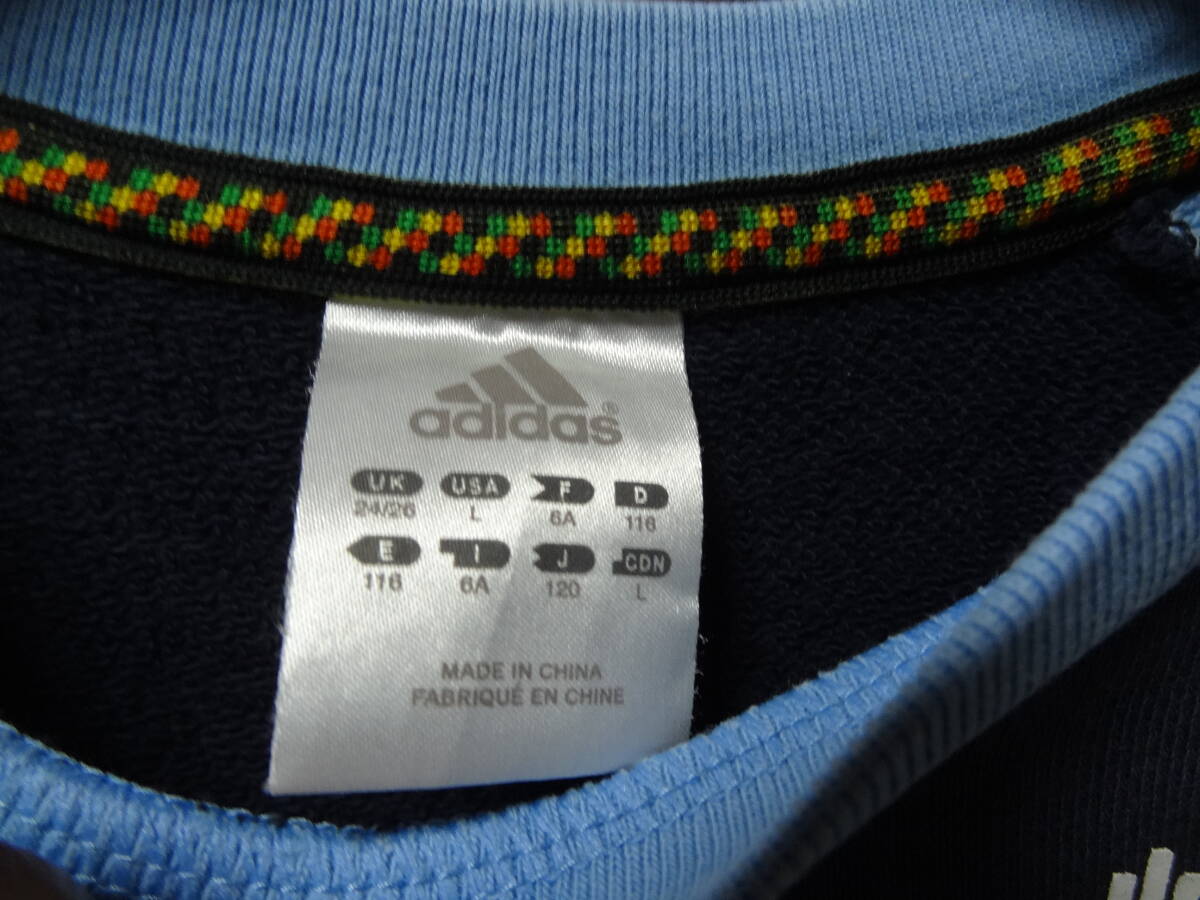 adidas®
UK USA F D
24/26 L 6A 116
E I J CDN
116 6A 120 L
MADE IN CHINA
FABRIQUÉ EN CHINE